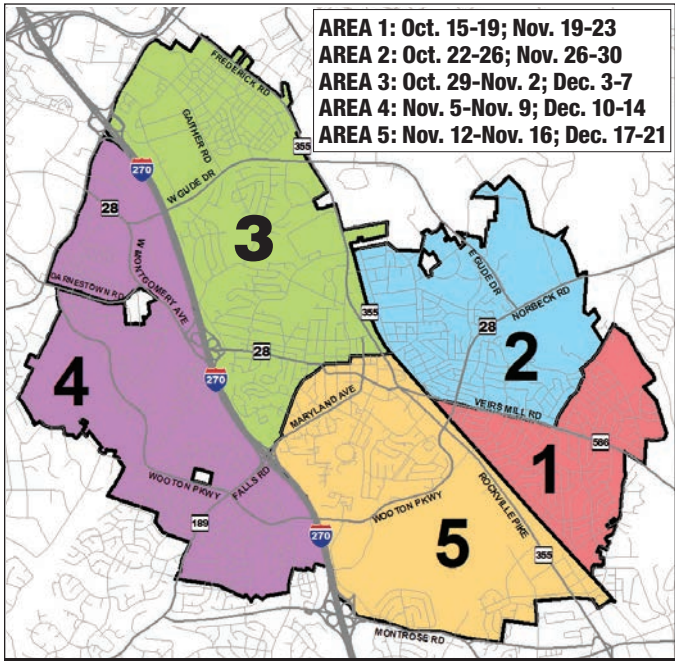 AREA 1: Oct. 15-19; Nov. 19-23
AREA 2: Oct. 22-26; Nov. 26-30
AREA 3: Oct. 29-Nov. 2; Dec. 3-7
AREA 4: Nov. 5-Nov. 9; Dec. 10-14
AREA 5: Nov. 12-Nov. 16; Dec. 17-21
FREDERICK RD
GAITHER RD
355
270
W GUDE DR
28
3
W MONTGOMERY AVE
E GUDE DR
DARNESTOWN RD
NORBECK RD
355
28
2
28
270
4
MARYLAND AVE
VEIRS MILL RD
586
1
WOOTON PKWY
FALLS RD
ROCKVILLE PIKE
WOOTON PKWY
189
270
5
355
MONTROSE RD